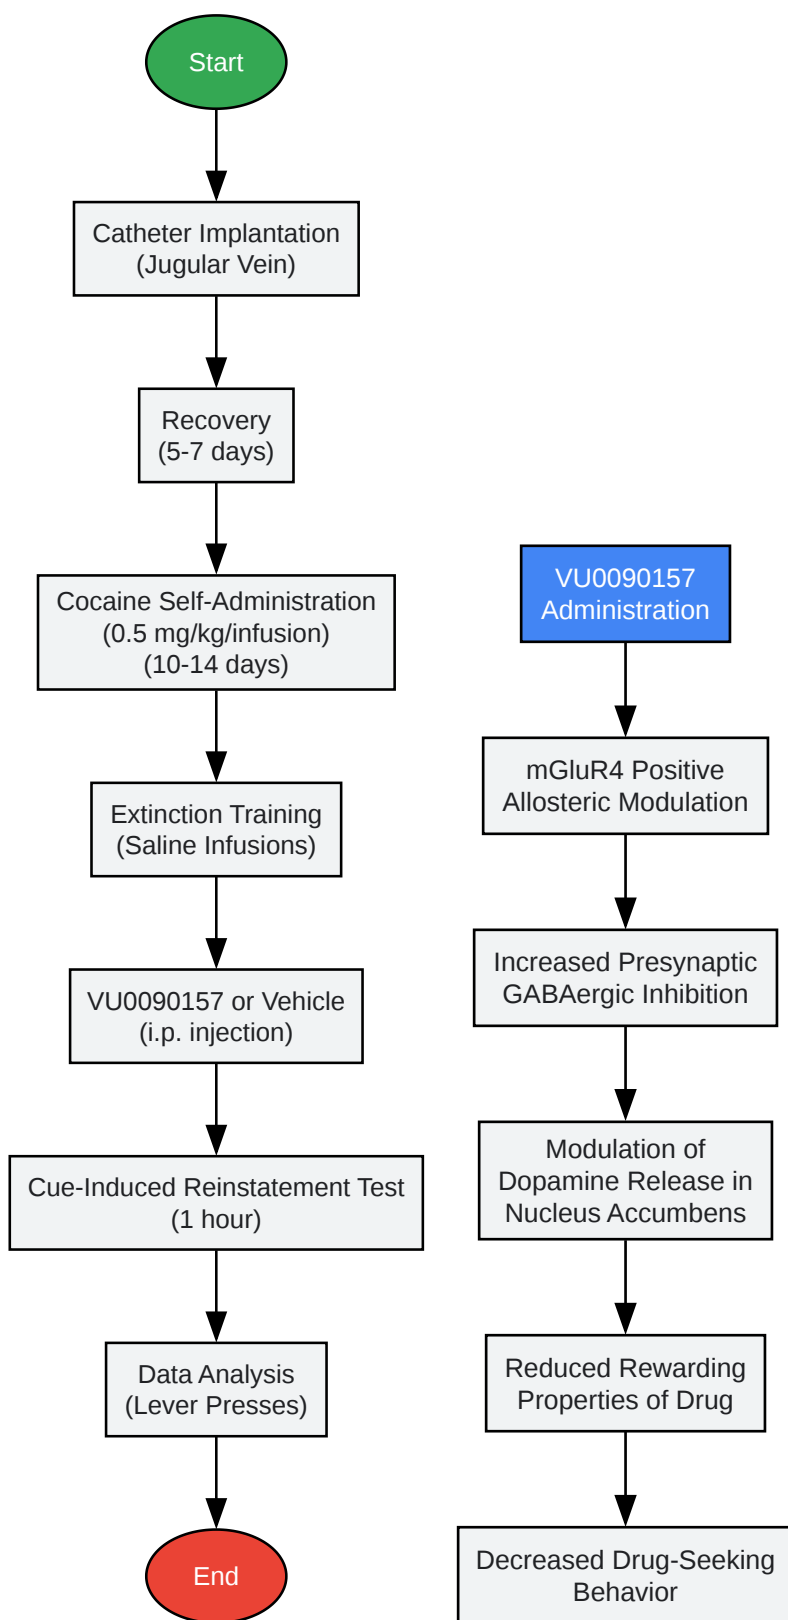 Start
Catheter Implantation
(Jugular Vein)
Recovery
(5-7 days)
Cocaine Self-Administration
(0.5 mg/kg/infusion)
(10-14 days)
Extinction Training
(Saline Infusions)
VU0090157 or Vehicle
(i.p. injection)
Cue-Induced Reinstatement Test
(1 hour)
Data Analysis
(Lever Presses)
End
VU0090157
Administration
mGluR4 Positive
Allosteric Modulation
Increased Presynaptic
GABAergic Inhibition
Modulation of
Dopamine Release in
Nucleus Accumbens
Reduced Rewarding
Properties of Drug
Decreased Drug-Seeking
Behavior